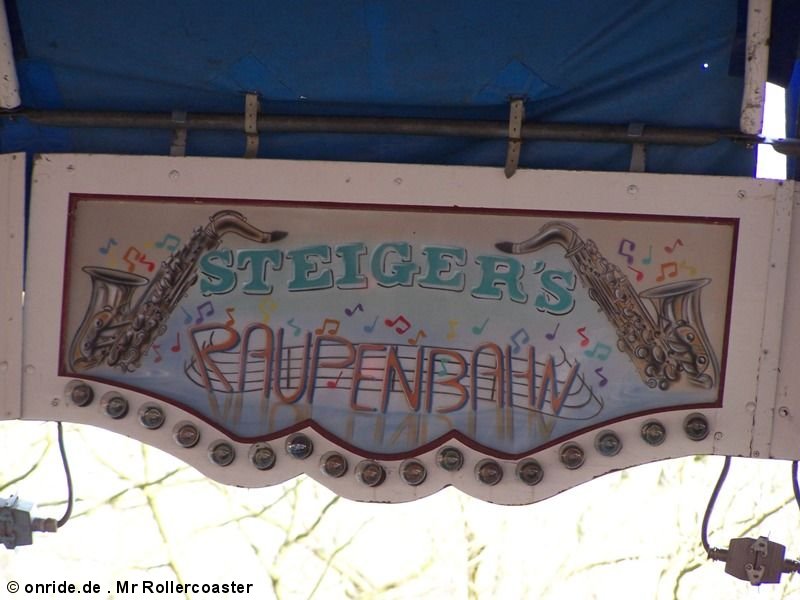 STEIGER'S
RAUPENBAHN
© onride.de . Mr Rollercoaster